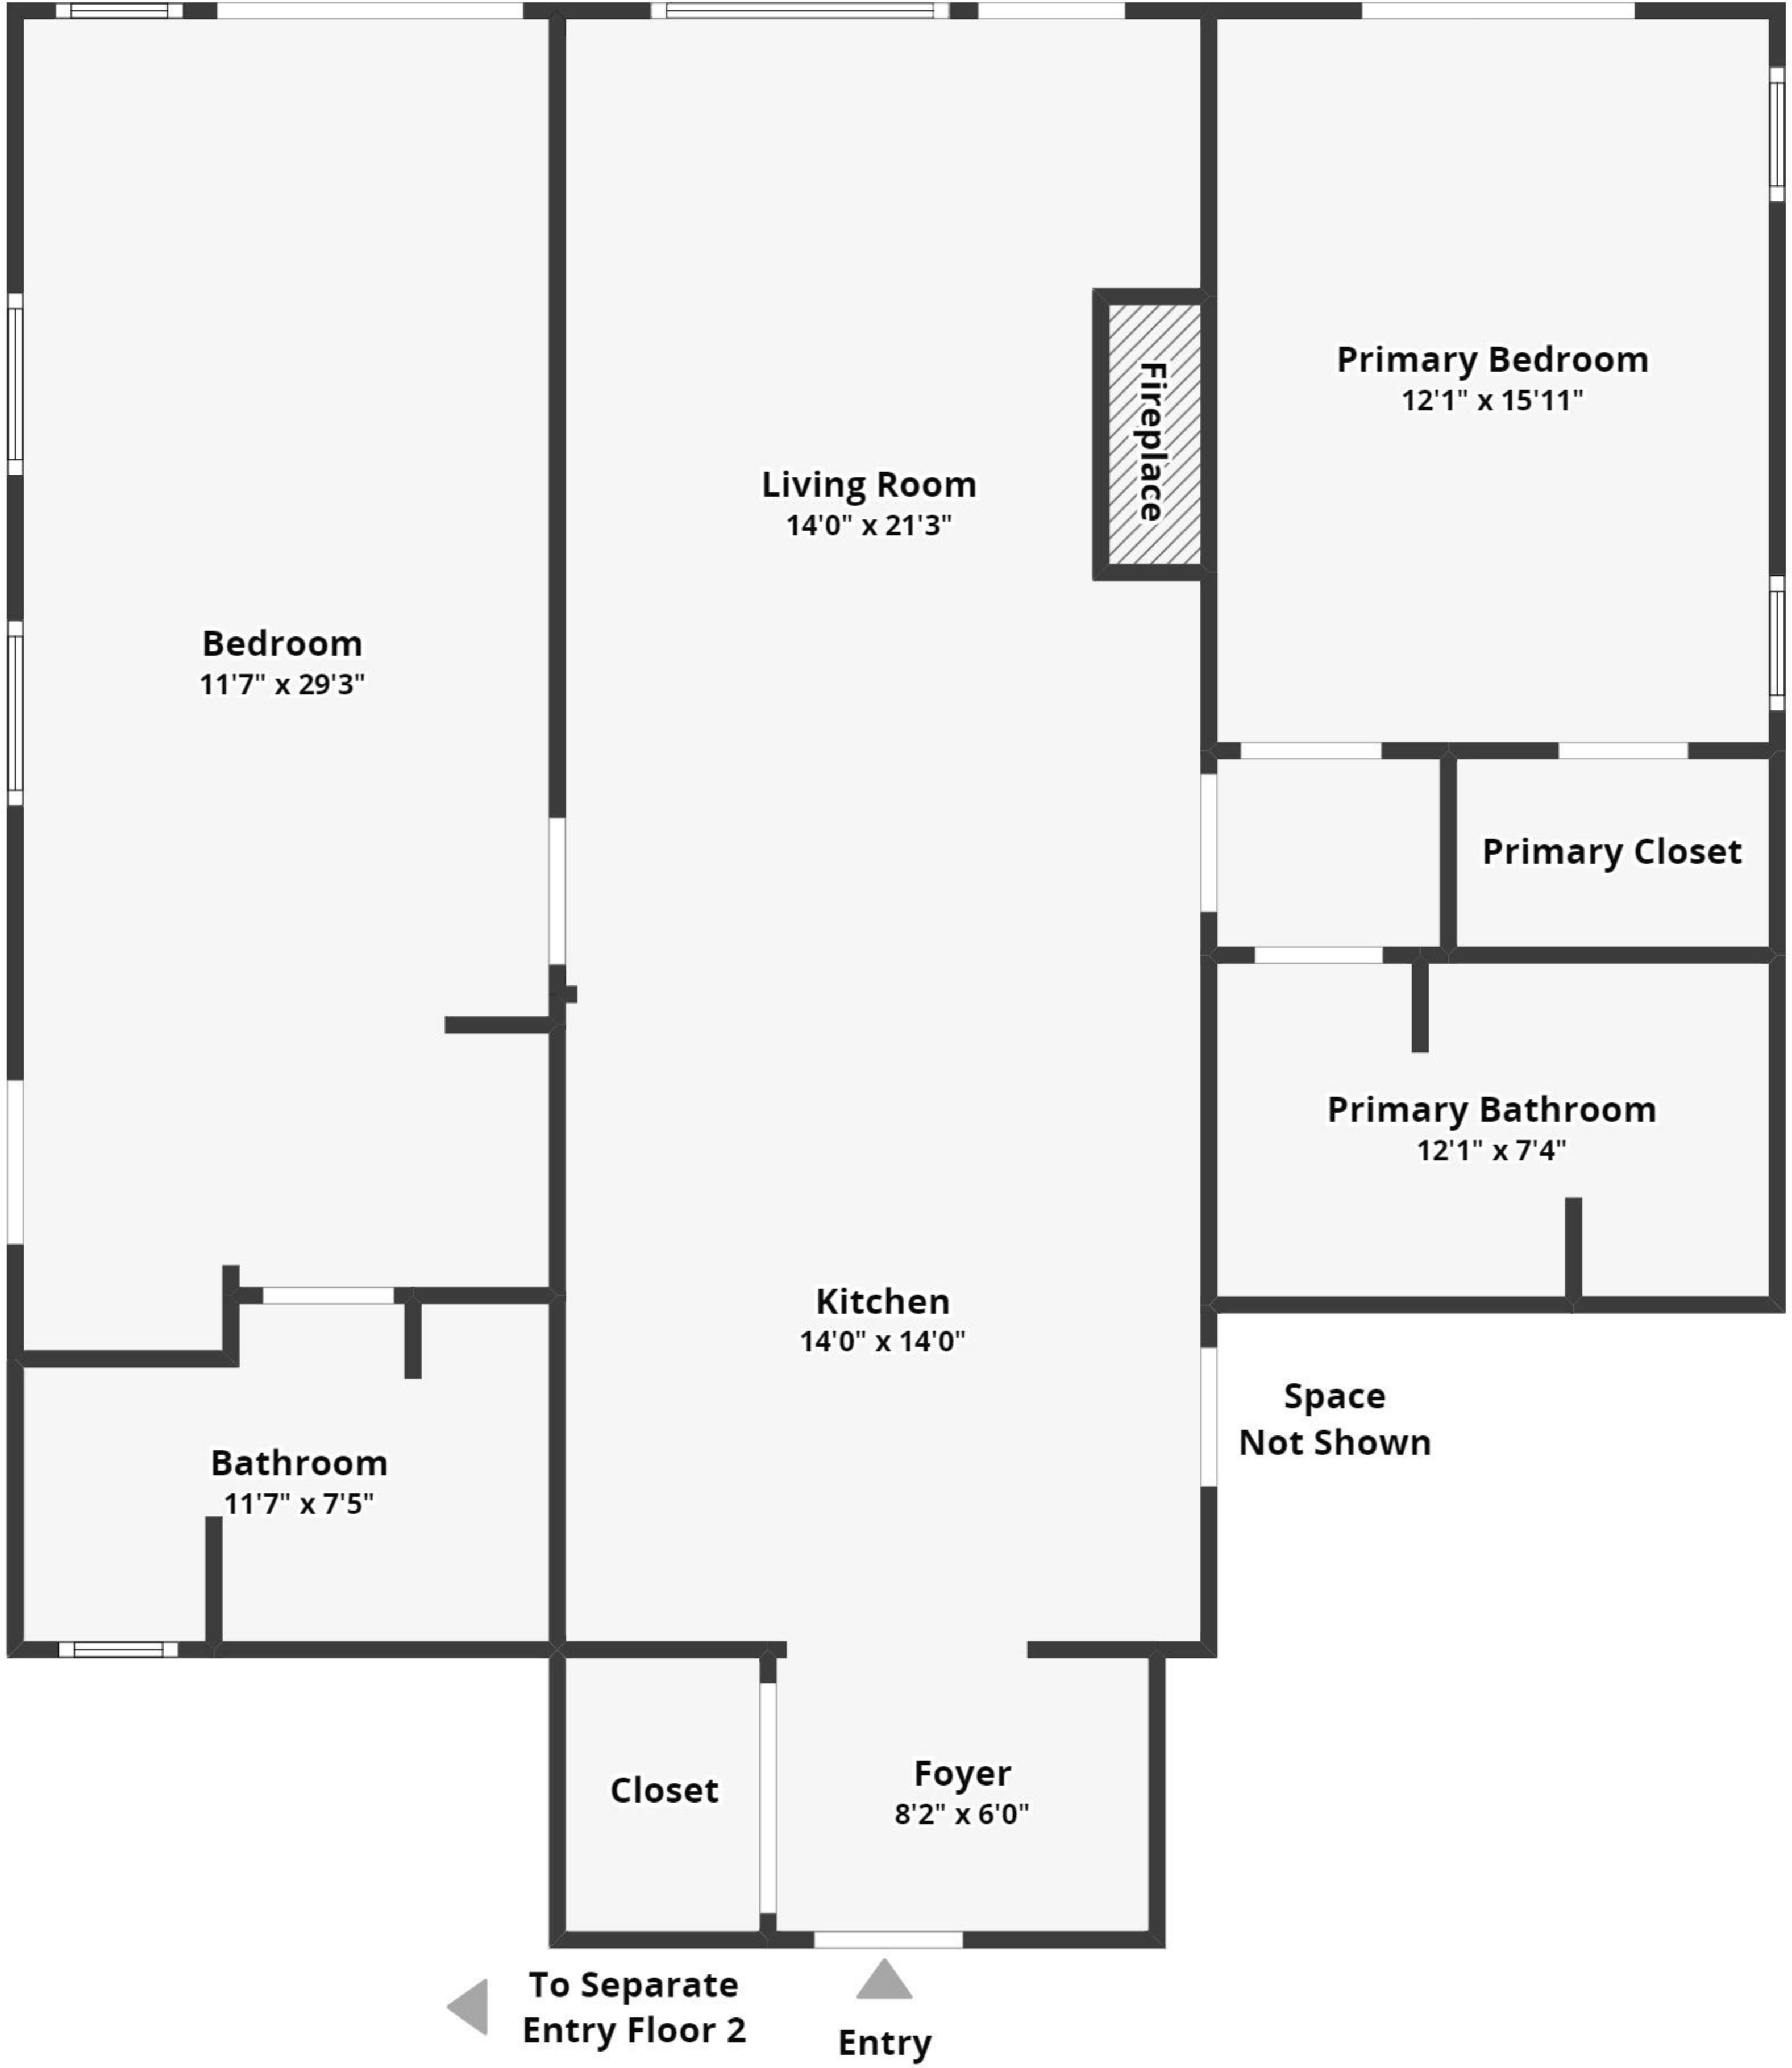 Primary Bedroom
12'1" x 15'11"
Fireplace
Living Room
14'0" x 21'3"
Bedroom
11'7" x 29'3"
Primary Closet
Primary Bathroom
12'1" x 7'4"
Kitchen
14'0" x 14'0"
Space
Not Shown
Bathroom
11'7" x 7'5"
Closet
Foyer
8'2" x 6'0"
To Separate
Entry Floor 2
Entry